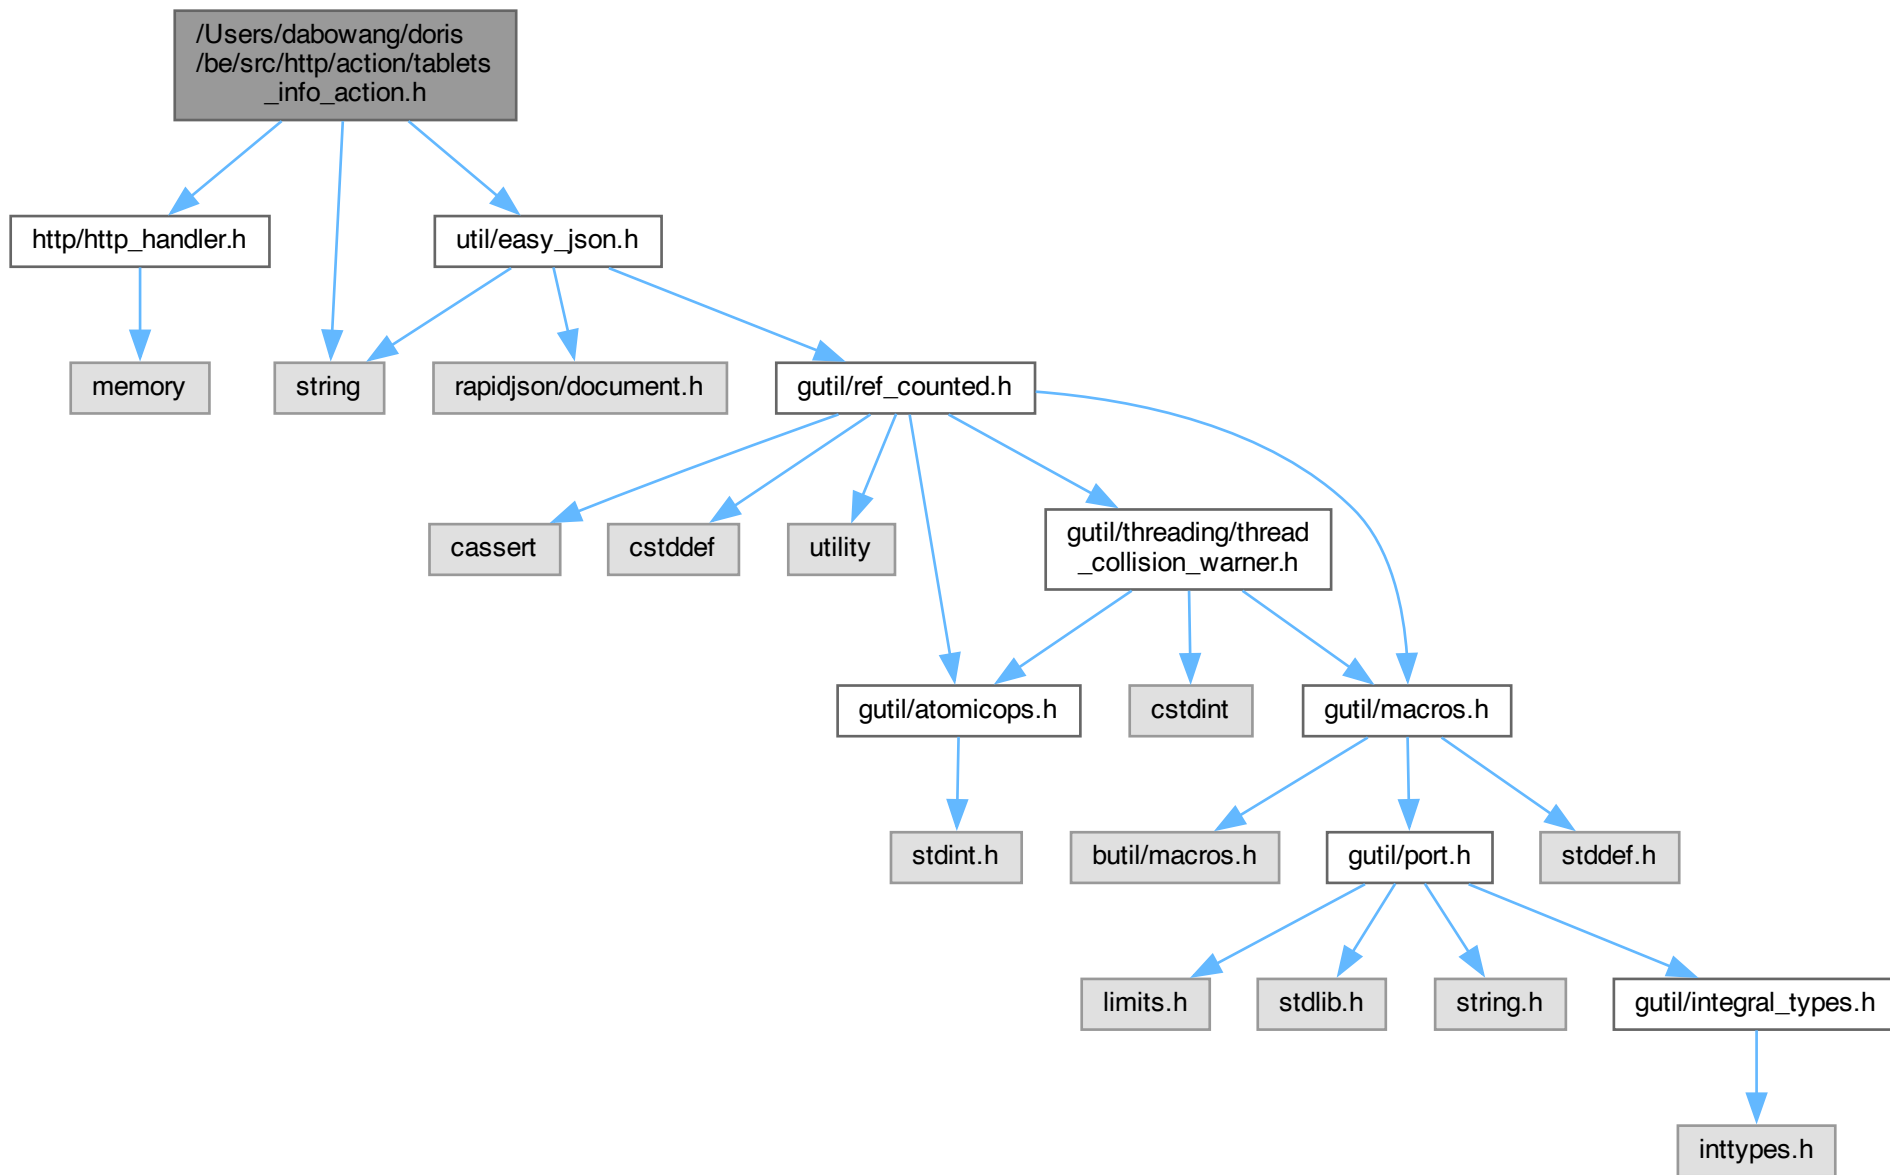 /Users/dabowang/doris
/be/src/http/action/tablets
_info_action.h
http/http_handler.h
util/easy_json.h
memory
string
rapidjson/document.h
gutil/ref_counted.h
cassert
cstddef
utility
gutil/threading/thread
_collision_warner.h
gutil/atomicops.h
cstdint
gutil/macros.h
stdint.h
butil/macros.h
gutil/port.h
stddef.h
limits.h
stdlib.h
string.h
gutil/integral_types.h
inttypes.h